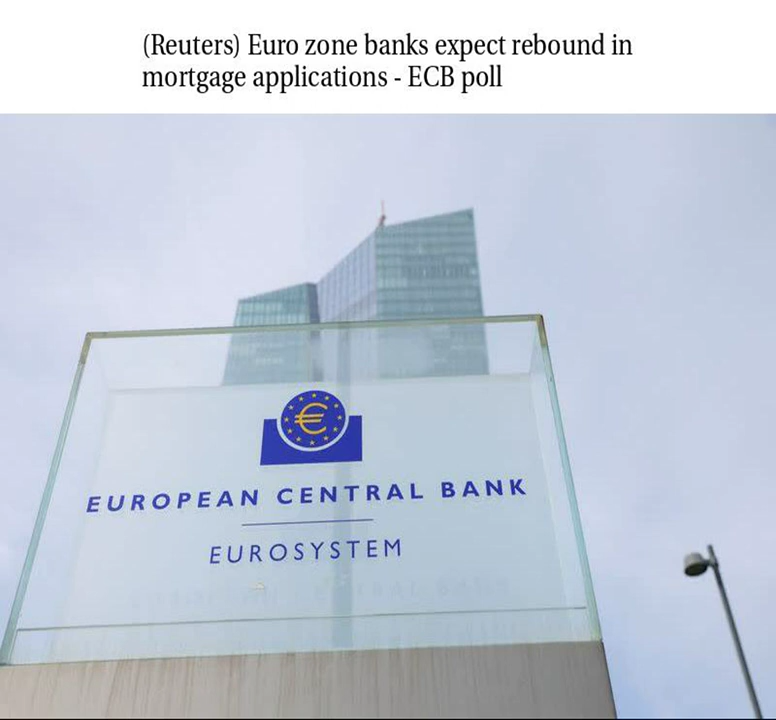 (Reuters) Euro zone banks expect rebound in
mortgage applications - ECB poll
€
EUROPEAN CENTRAL BANK
EUROSYSTEM